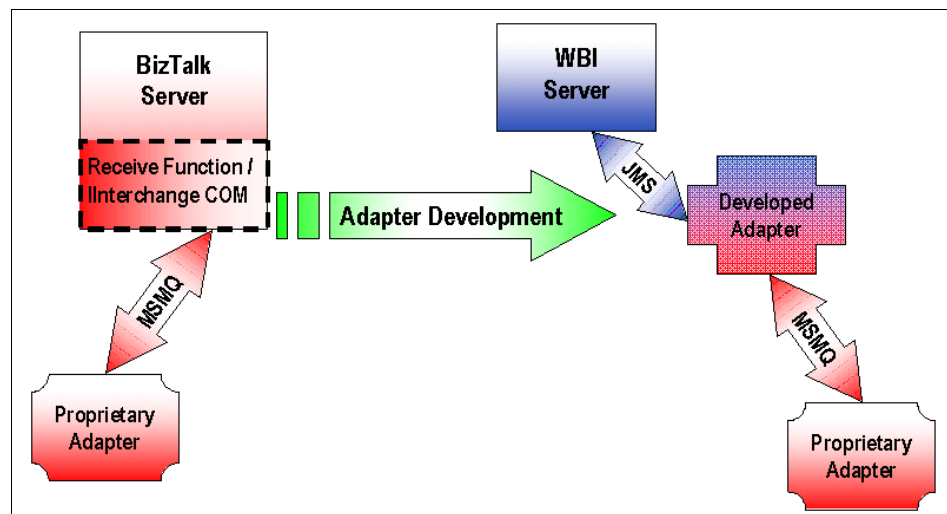 BizTalk
Server
Receive Function /
IInterchange COM
MSMQ
Proprietary
Adapter
Adapter Development
WBI
Server
JMS
Developed
Adapter
MSMQ
Proprietary
Adapter